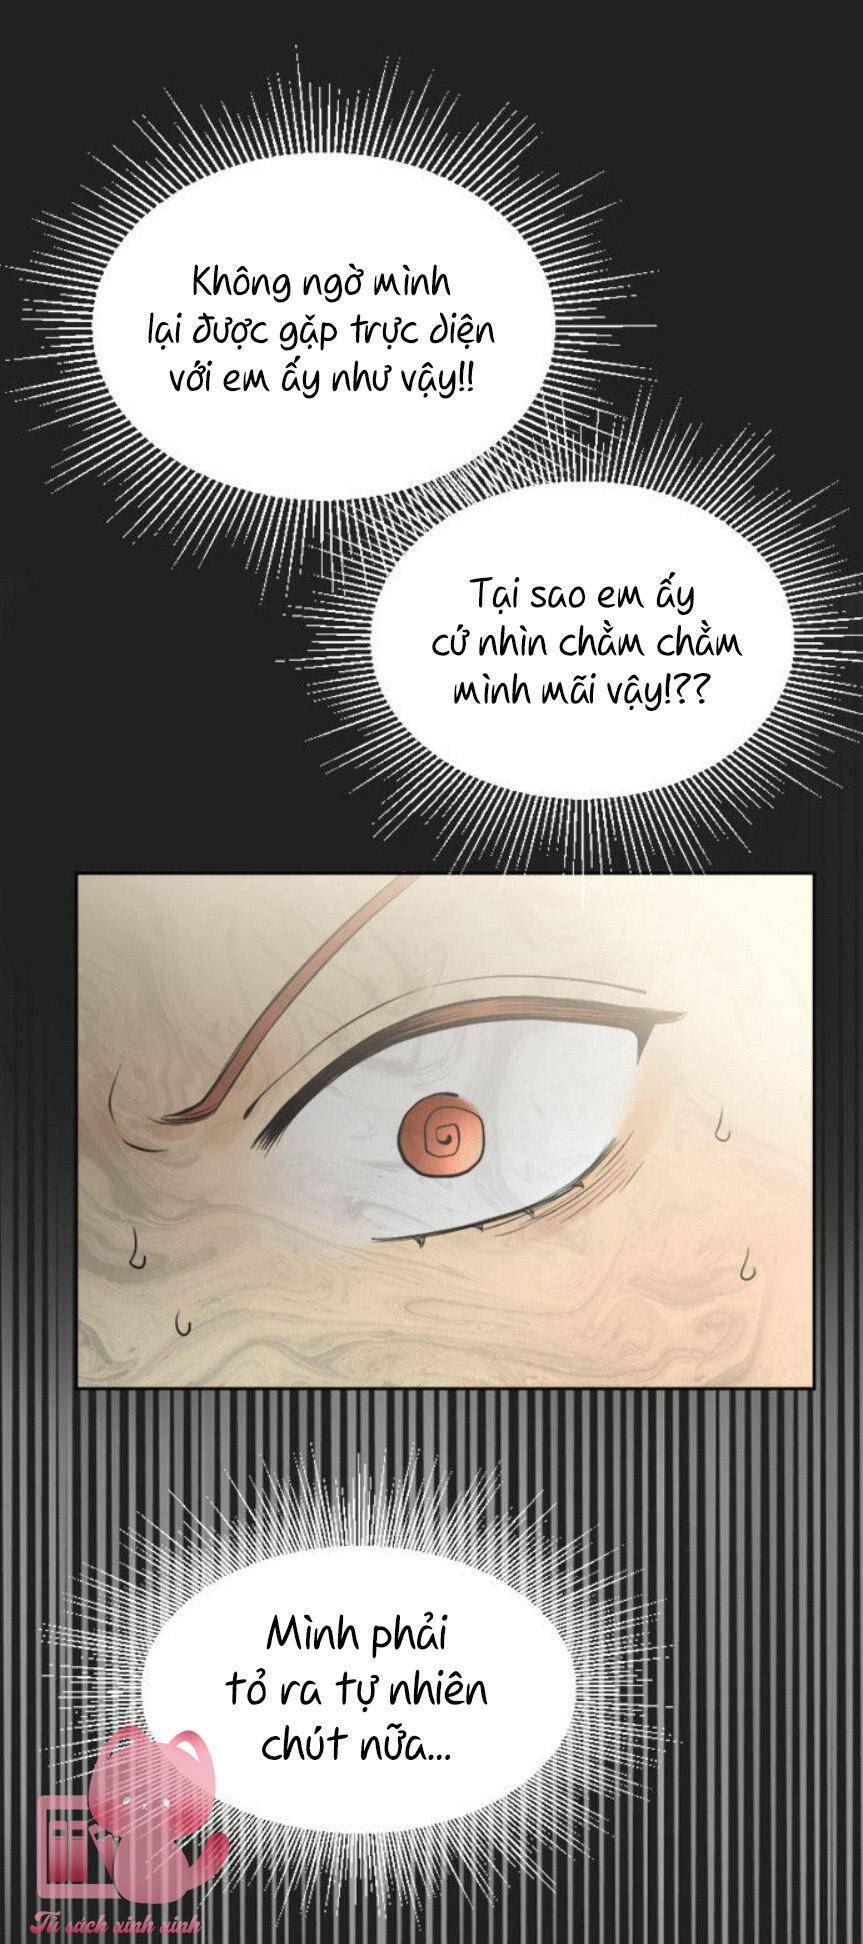 Không ngờ mình
lại được gặp trực diện
với em ấy như vậy!!
Tại sao em ấy
cứ nhìn chằm chằm
mình mãi vậy!??
Mình phải
tỏ ra tự nhiên
chút nữa...
Tủ sách xinh xinh